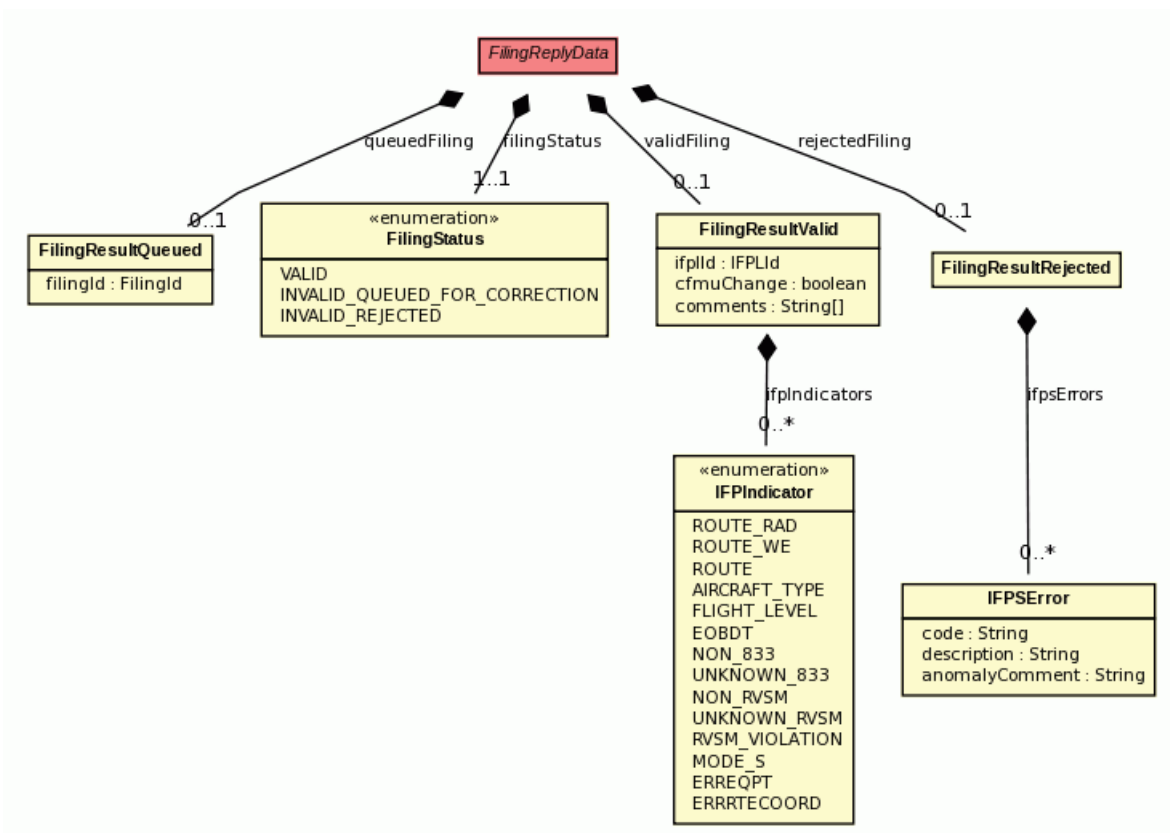 FilingReplyData
queuedFiling
filingStatus
validFiling
rejectedFiling
0..1
1..1
0..1
0..1
FilingResultQueued
filingId : FilingId
«enumeration»
FilingStatus
VALID
INVALID_QUEUED_FOR_CORRECTION
INVALID_REJECTED
FilingResultValid
ifplId : IFPLId
cfmuChange : boolean
comments : String[]
FilingResultRejected
ifpIndicators
0..*
ifpsErrors
0..*
«enumeration»
IFPIndicator
ROUTE_RAD
ROUTE_WE
ROUTE
AIRCRAFT_TYPE
FLIGHT_LEVEL
EOBDT
NON_833
UNKNOWN_833
NON_RVSM
UNKNOWN_RVSM
RVSM_VIOLATION
MODE_S
ERREQPT
ERRRTECOORD
IFPSError
code : String
description : String
anomalyComment : String